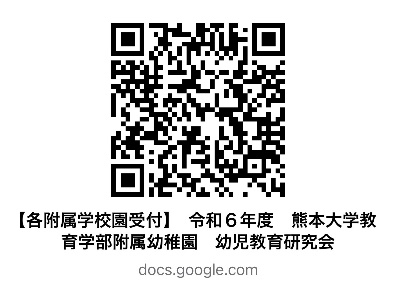 【各附属学校園受付】 令和６年度　熊本大学教
育学部附属幼稚園　幼児教育研究会
docs.google.com